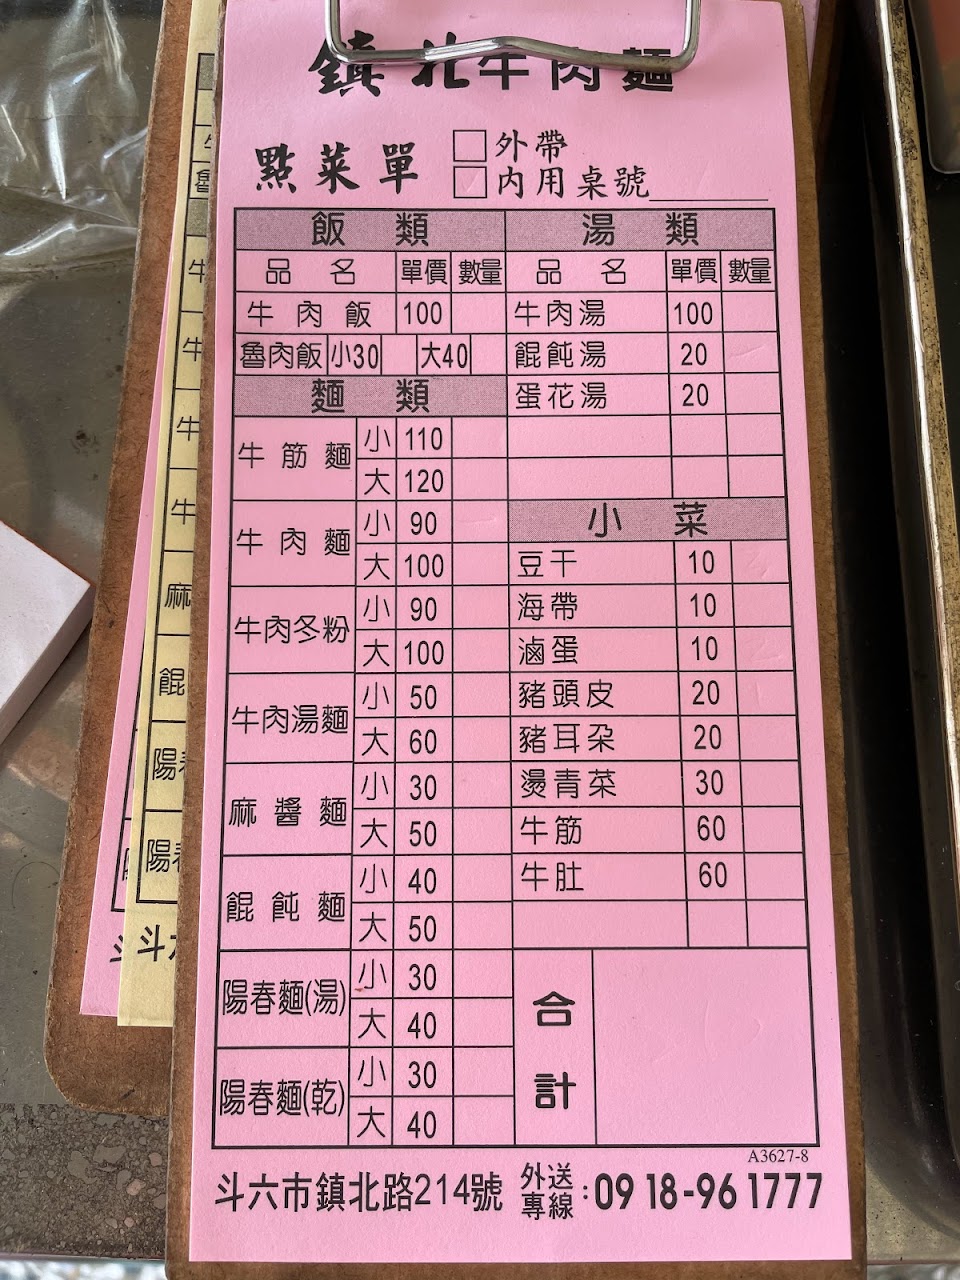 鎮北牛肉麵
點菜單
□外帶
□內用桌號
飯類
品名 單價 數量
牛肉飯 100
魯肉飯 小30 大40
麵類
牛筋麵 小 110
大 120
牛肉麵 小 90
大 100
牛肉冬粉 小 90
大 100
牛肉湯麵 小 50
大 60
麻醬麵 小 30
大 50
餛飩麵 小 40
大 50
陽春麵(湯) 小 30
大 40
陽春麵(乾) 小 30
大 40
湯類
品名 單價 數量
牛肉湯 100
餛飩湯 20
蛋花湯 20
小菜
豆干 10
海帶 10
滷蛋 10
豬頭皮 20
豬耳朵 20
燙青菜 30
牛筋 60
牛肚 60
合計
A3627-8
斗六市鎮北路214號 外送專線:0918-961777